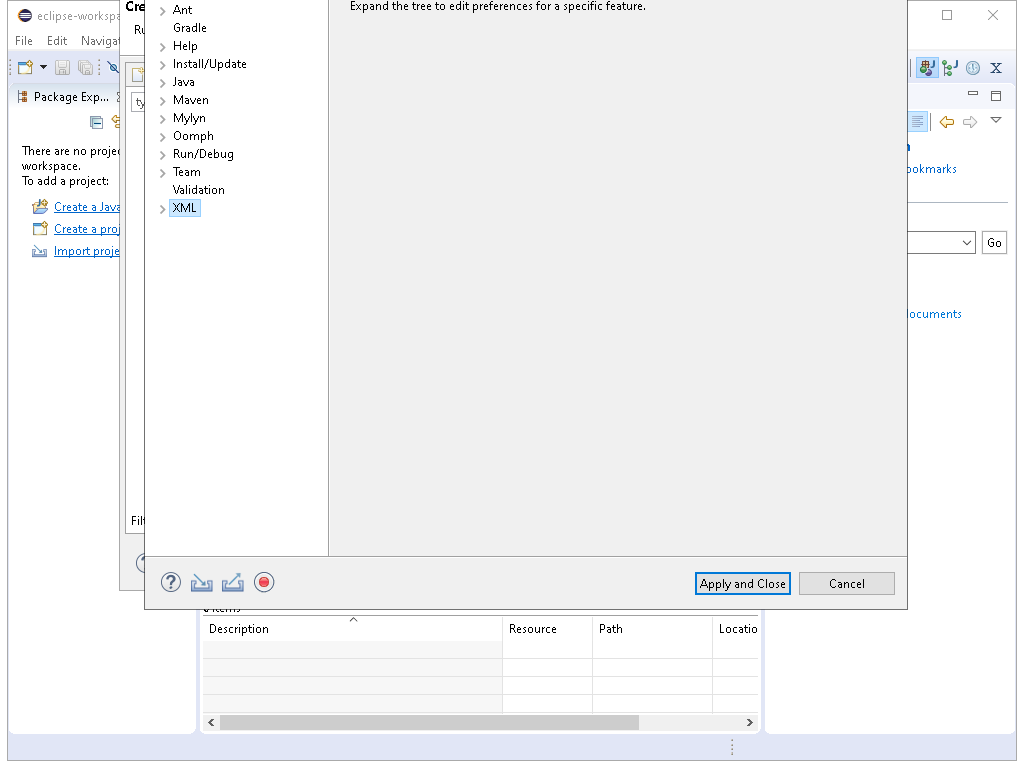 eclipse-workspa
File Edit Navigat
Package Exp...
There are no projec
workspace.
To add a project:
Create a Java
Create a proj
Import proje
Cre
Ru
ty
Filt
Ant
Gradle
Help
Install/Update
Java
Maven
Mylyn
Oomph
Run/Debug
Team
Validation
XML
Expand the tree to edit preferences for a specific feature.
Apply and Close
Cancel
ookmarks
Go
ocuments
Description Resource Path Locatio